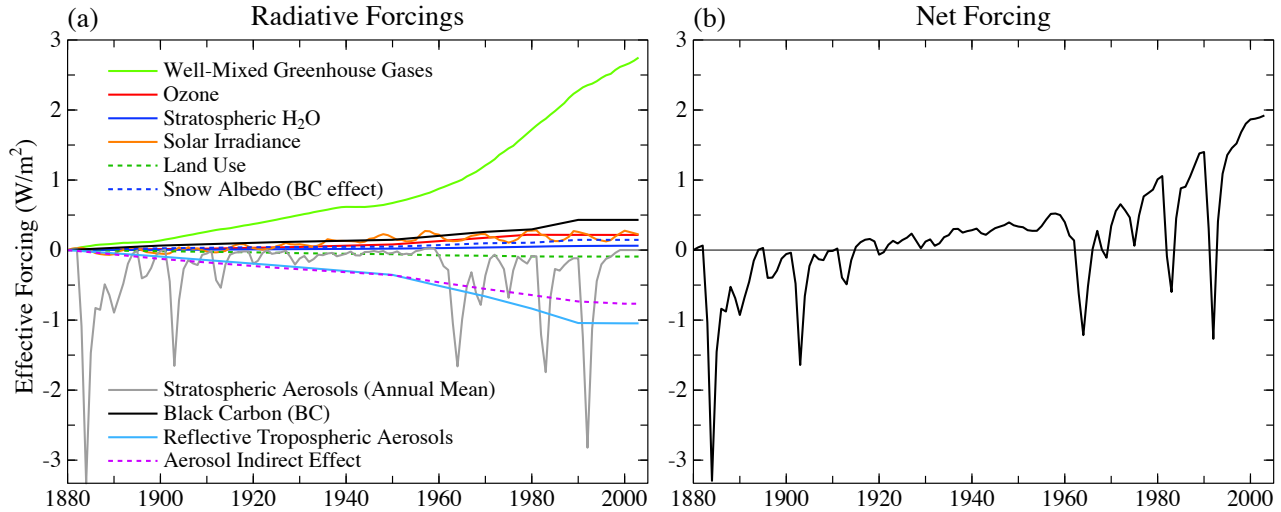 (a) Radiative Forcings
Effective Forcing (W/m²)
3
2
1
0
-1
-2
-3
1880 1900 1920 1940 1960 1980 2000
Well-Mixed Greenhouse Gases
Ozone
Stratospheric H₂O
Solar Irradiance
Land Use
Snow Albedo (BC effect)
Stratospheric Aerosols (Annual Mean)
Black Carbon (BC)
Reflective Tropospheric Aerosols
Aerosol Indirect Effect
(b) Net Forcing
3
2
1
0
-1
-2
-3
1880 1900 1920 1940 1960 1980 2000